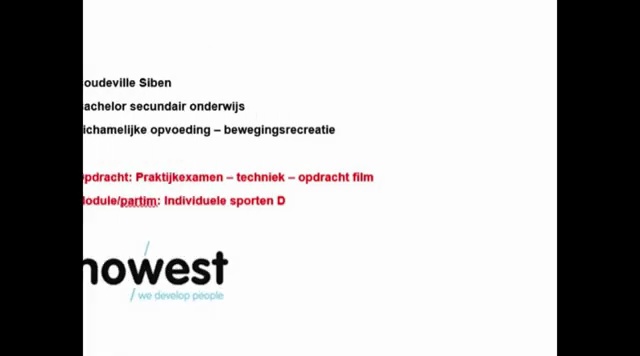 oudeville Siben
achelor secundair onderwijs
ichamelijke opvoeding – bewegingsrecreatie
pdracht: Praktijkexamen – techniek – opdracht film
odule/partim: Individuele sporten D
howest
we develop people